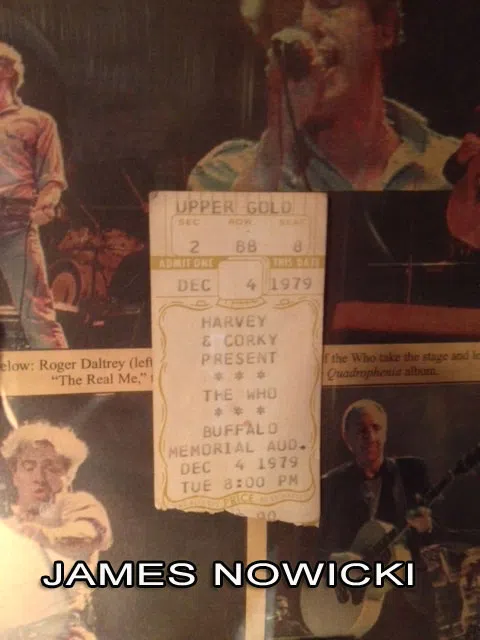 UPPER GOLD
SEC ROW SEAT
2 88 8
ADMIT ONE THIS DATE
DEC 4 1979
HARVEY
& CORKY
PRESENT
* * *
THE WHO
* * *
BUFFALO
MEMORIAL AUD.
DEC 4 1979
TUE 8:00 PM
PRICE
elow: Roger Daltrey (left
"The Real Me,"
f the Who take the stage and le
Quadrophenia album.
JAMES NOWICKI